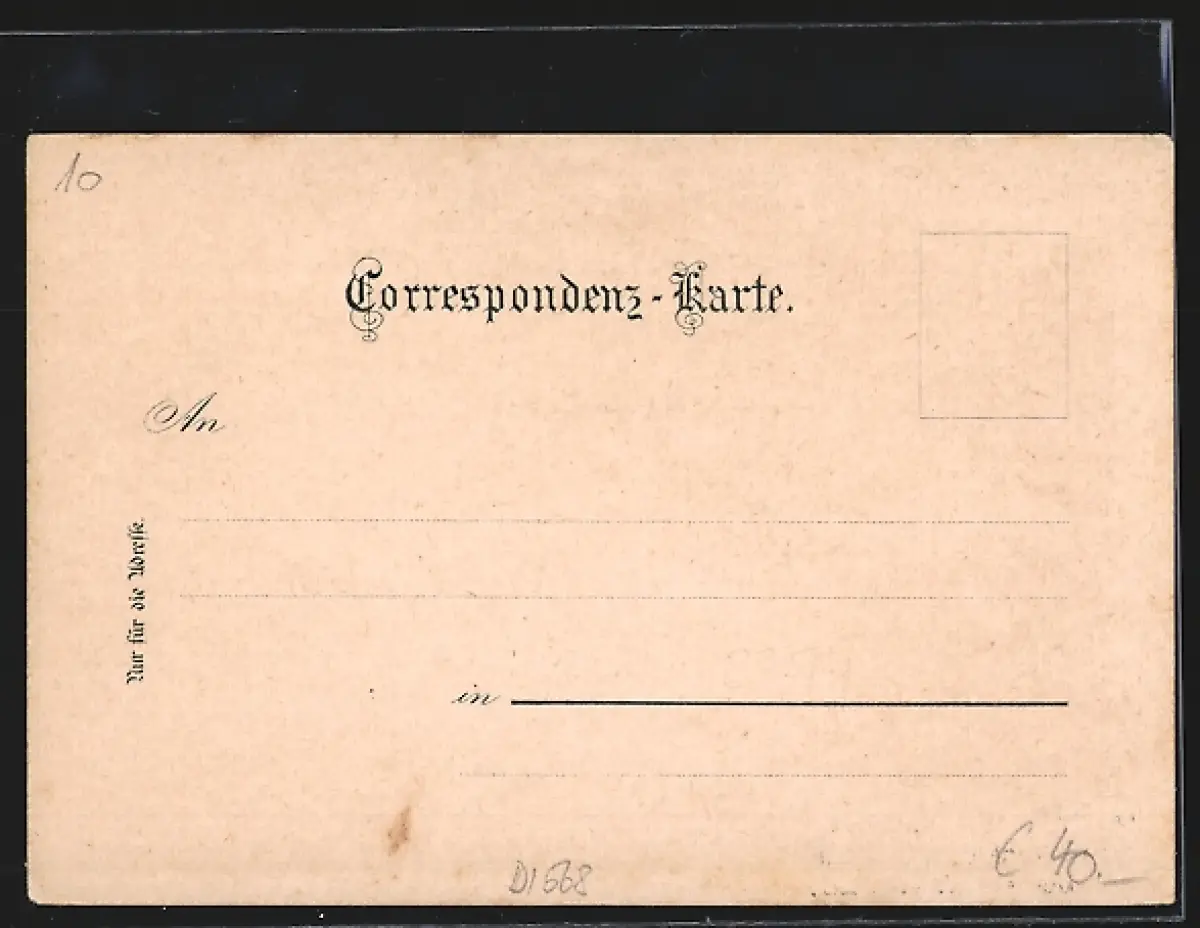 10
Correspondenz-Karte.
An
Nur für die Adresse.
in
D1568
€ 40.—